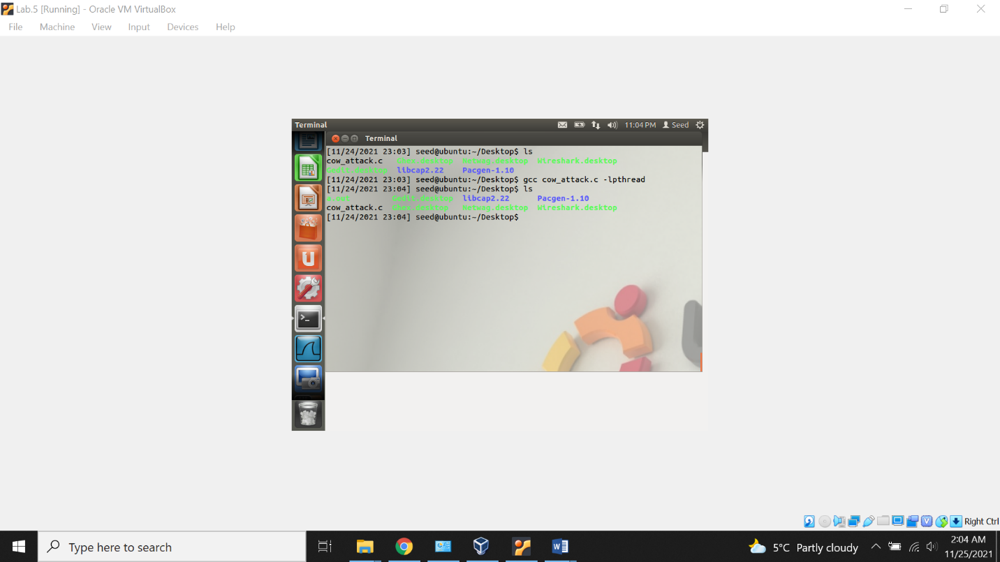 Lab.5 [Running] - Oracle VM VirtualBox
File Machine View Input Devices Help
Terminal 11:04 PM Seed
Terminal
[11/24/2021 23:03] seed@ubuntu:~/Desktop$ ls
cow_attack.c Ghex.desktop Netwag.desktop Wireshark.desktop
Gedit.desktop libcap2.22 Pacgen-1.10
[11/24/2021 23:03] seed@ubuntu:~/Desktop$ gcc cow_attack.c -lpthread
[11/24/2021 23:04] seed@ubuntu:~/Desktop$ ls
a.out Gedit.desktop libcap2.22 Pacgen-1.10
cow_attack.c Ghex.desktop Netwag.desktop Wireshark.desktop
[11/24/2021 23:04] seed@ubuntu:~/Desktop$
Right Ctrl
Type here to search
5°C Partly cloudy
2:04 AM
11/25/2021